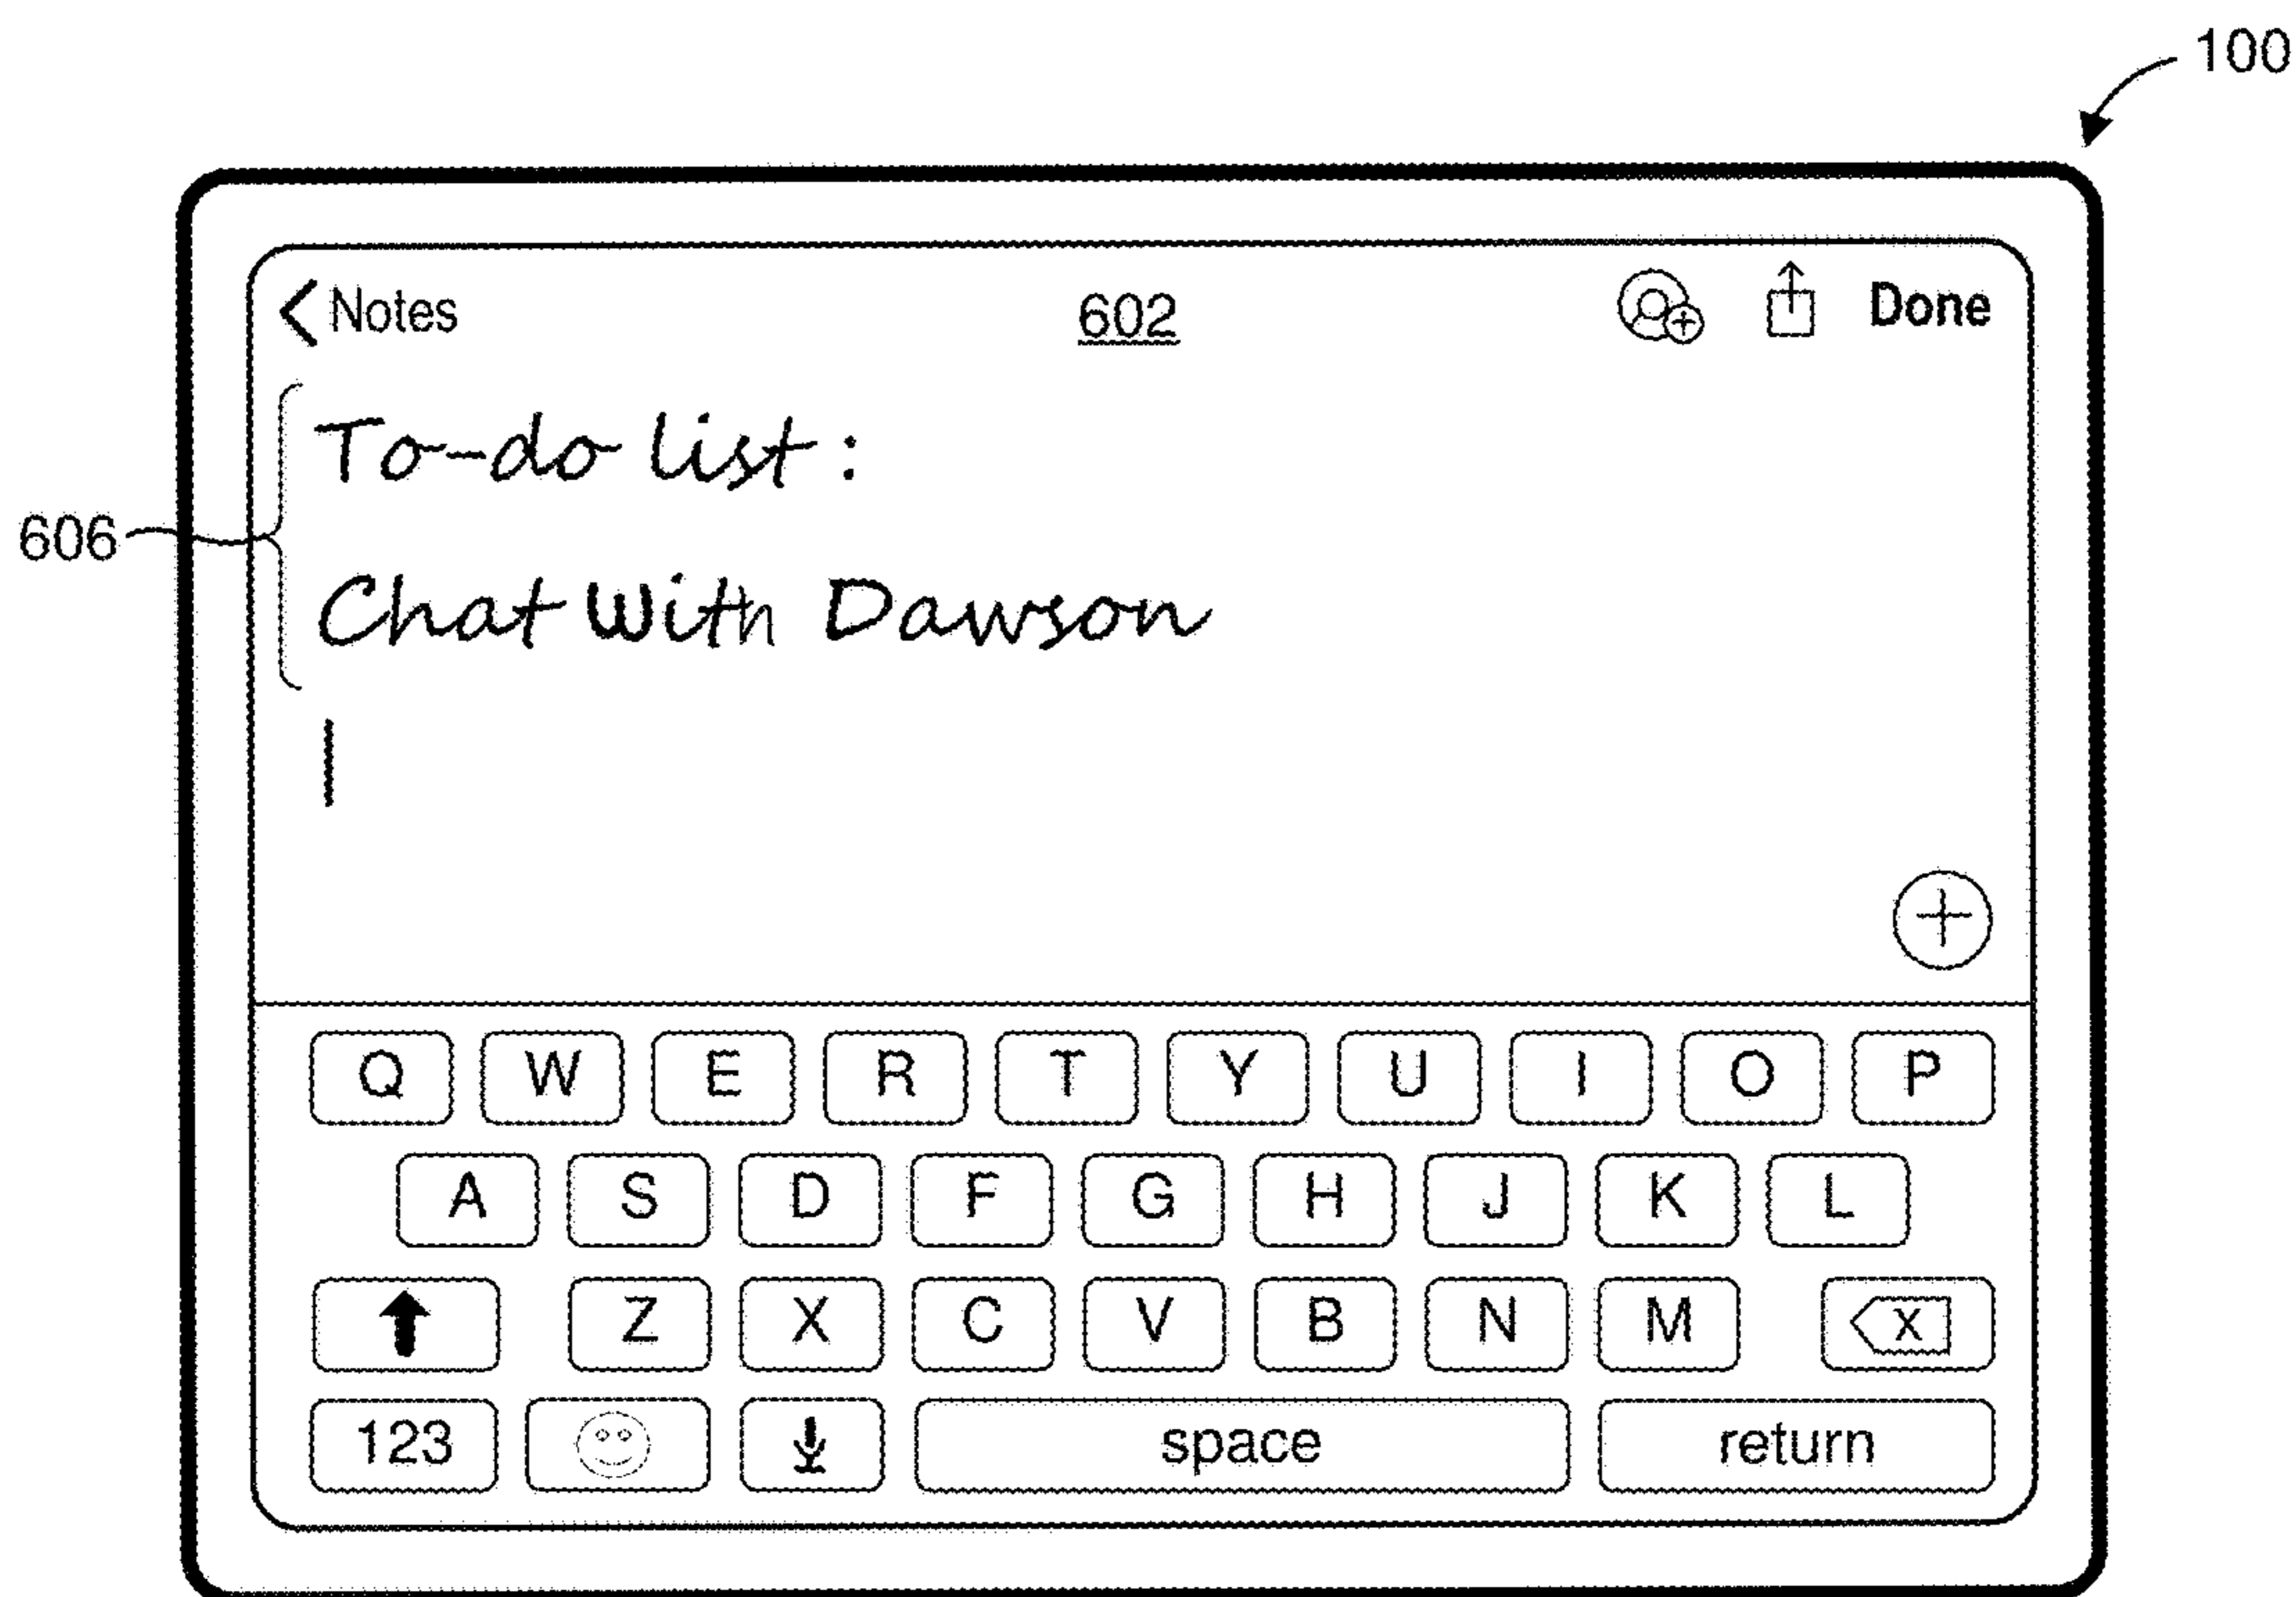 100
< Notes 602 Done
To-do list :
606
Chat With Dawson
Q W E R T Y U I O P
A S D F G H J K L
Z X C V B N M X
123 space return